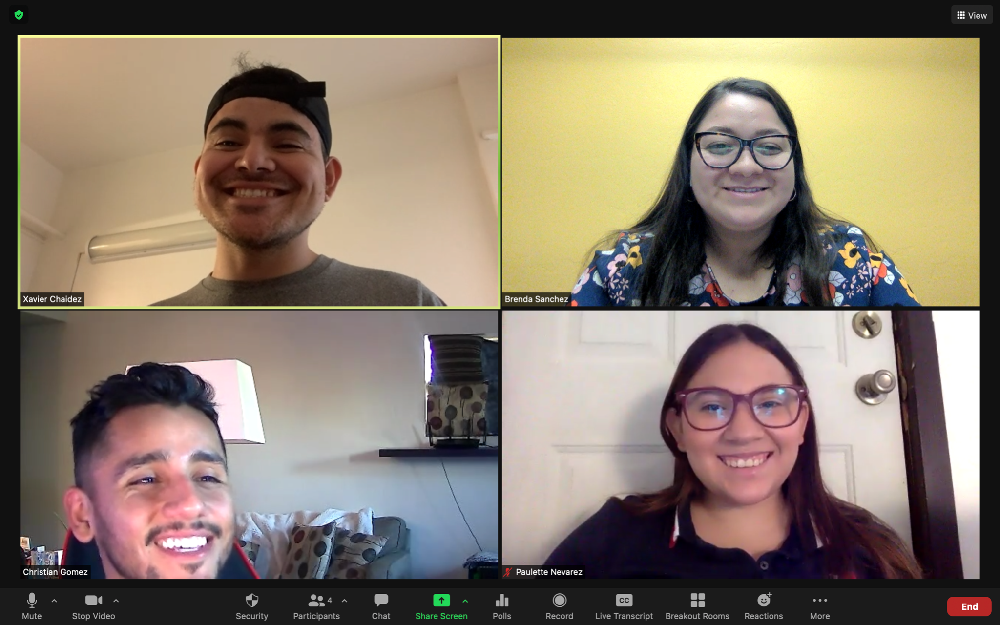 View
Xavier Chaidez
Brenda Sanchez
Christian Gomez
Paulette Nevarez
4
CC
Mute
Stop Video
Security
Participants
Chat
Share Screen
Polls
Record
Live Transcript
Breakout Rooms
Reactions
More
End